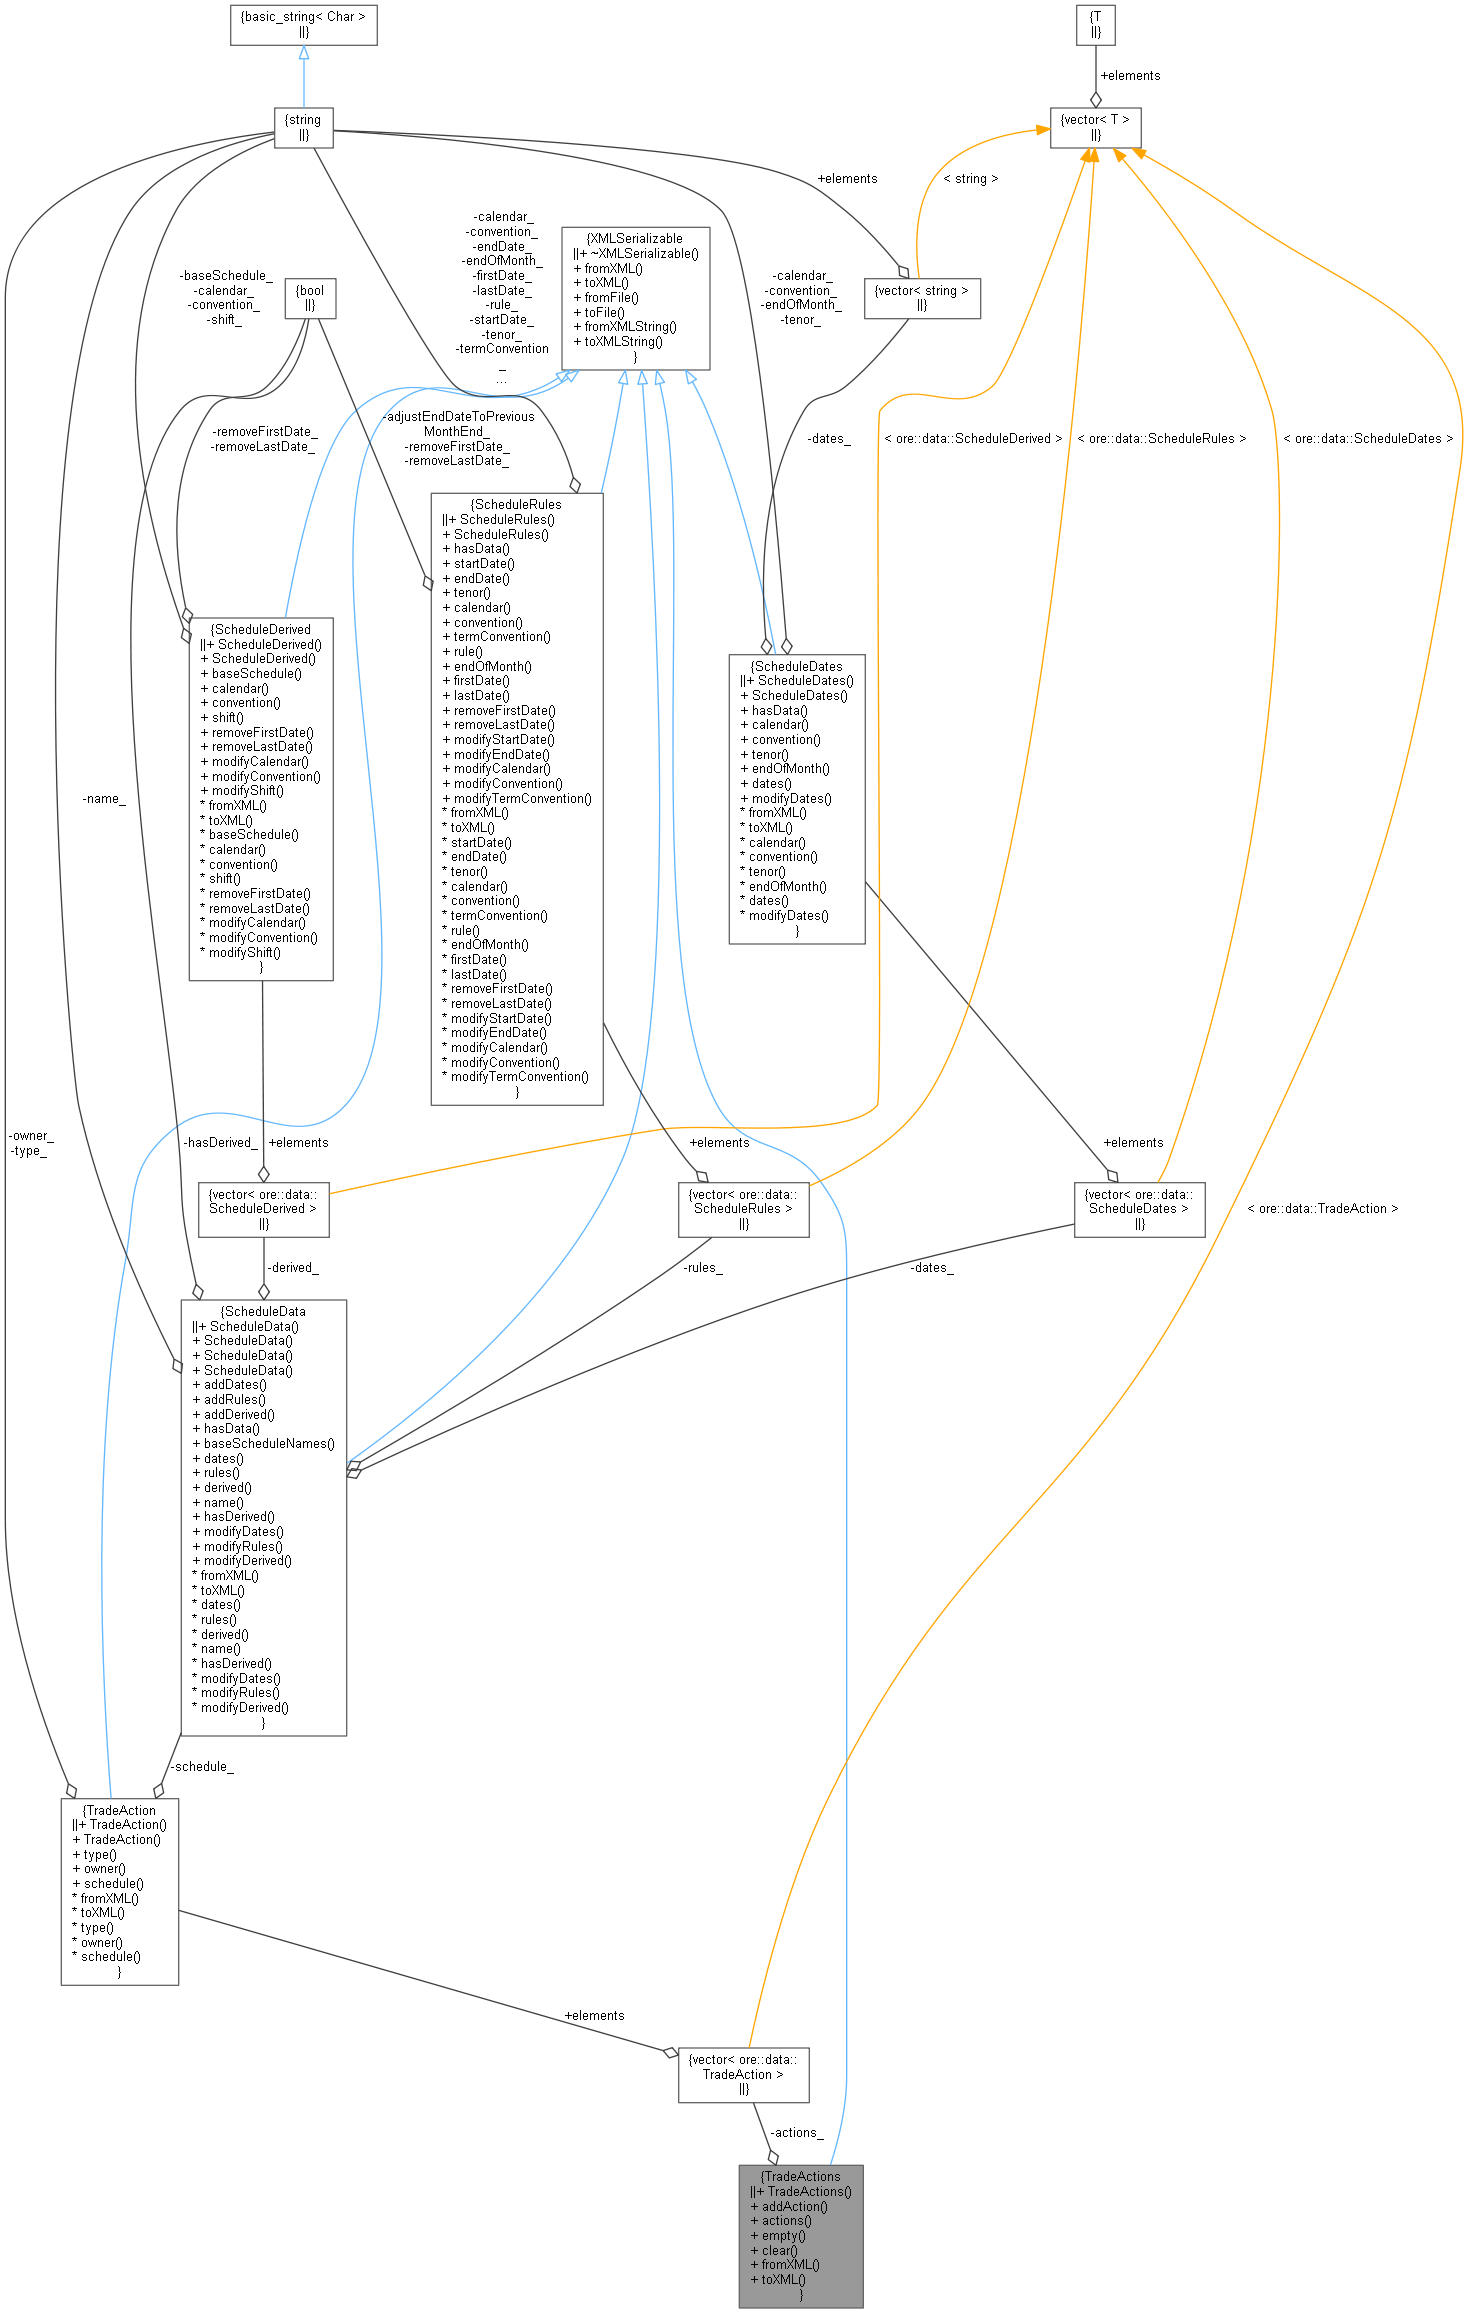 {basic_string< Char >
||}
{T
||}
+elements
{string
||}
{vector< T >
||}
+elements
< string >
-calendar_
-convention_
-endDate_
-endOfMonth_
-firstDate_
-lastDate_
-rule_
-startDate_
-tenor_
-termConvention
_
...
{XMLSerializable
||+ ~XMLSerializable()
+ fromXML()
+ toXML()
+ fromFile()
+ toFile()
+ fromXMLString()
+ toXMLString()
}
-baseSchedule_
-calendar_
-convention_
-shift_
{bool
||}
-calendar_
-convention_
-endOfMonth_
-tenor_
{vector< string >
||}
-removeFirstDate_
-removeLastDate_
-adjustEndDateToPrevious
MonthEnd_
-removeFirstDate_
-removeLastDate_
-dates_
< ore::data::ScheduleDerived >
< ore::data::ScheduleRules >
< ore::data::ScheduleDates >
{ScheduleRules
||+ ScheduleRules()
+ ScheduleRules()
+ hasData()
+ startDate()
+ endDate()
+ tenor()
+ calendar()
+ convention()
+ termConvention()
+ rule()
+ endOfMonth()
+ firstDate()
+ lastDate()
+ removeFirstDate()
+ removeLastDate()
+ modifyStartDate()
+ modifyEndDate()
+ modifyCalendar()
+ modifyConvention()
+ modifyTermConvention()
* fromXML()
* toXML()
* startDate()
* endDate()
* tenor()
* calendar()
* convention()
* termConvention()
* rule()
* endOfMonth()
* firstDate()
* lastDate()
* removeFirstDate()
* removeLastDate()
* modifyStartDate()
* modifyEndDate()
* modifyCalendar()
* modifyConvention()
* modifyTermConvention()
}
{ScheduleDerived
||+ ScheduleDerived()
+ ScheduleDerived()
+ baseSchedule()
+ calendar()
+ convention()
+ shift()
+ removeFirstDate()
+ removeLastDate()
+ modifyCalendar()
+ modifyConvention()
+ modifyShift()
* fromXML()
* toXML()
* baseSchedule()
* calendar()
* convention()
* shift()
* removeFirstDate()
* removeLastDate()
* modifyCalendar()
* modifyConvention()
* modifyShift()
}
{ScheduleDates
||+ ScheduleDates()
+ ScheduleDates()
+ hasData()
+ calendar()
+ convention()
+ tenor()
+ endOfMonth()
+ dates()
+ modifyDates()
* fromXML()
* toXML()
* calendar()
* convention()
* tenor()
* endOfMonth()
* dates()
* modifyDates()
}
-name_
-owner_
-type_
-hasDerived_
+elements
+elements
+elements
{vector< ore::data::
ScheduleDerived >
||}
{vector< ore::data::
ScheduleRules >
||}
{vector< ore::data::
ScheduleDates >
||}
< ore::data::TradeAction >
-derived_
-rules_
-dates_
{ScheduleData
||+ ScheduleData()
+ ScheduleData()
+ ScheduleData()
+ ScheduleData()
+ addDates()
+ addRules()
+ addDerived()
+ hasData()
+ baseScheduleNames()
+ dates()
+ rules()
+ derived()
+ name()
+ hasDerived()
+ modifyDates()
+ modifyRules()
+ modifyDerived()
* fromXML()
* toXML()
* dates()
* rules()
* derived()
* name()
* hasDerived()
* modifyDates()
* modifyRules()
* modifyDerived()
}
-schedule_
{TradeAction
||+ TradeAction()
+ TradeAction()
+ type()
+ owner()
+ schedule()
* fromXML()
* toXML()
* type()
* owner()
* schedule()
}
+elements
{vector< ore::data::
TradeAction >
||}
-actions_
{TradeActions
||+ TradeActions()
+ addAction()
+ actions()
+ empty()
+ clear()
+ fromXML()
+ toXML()
}